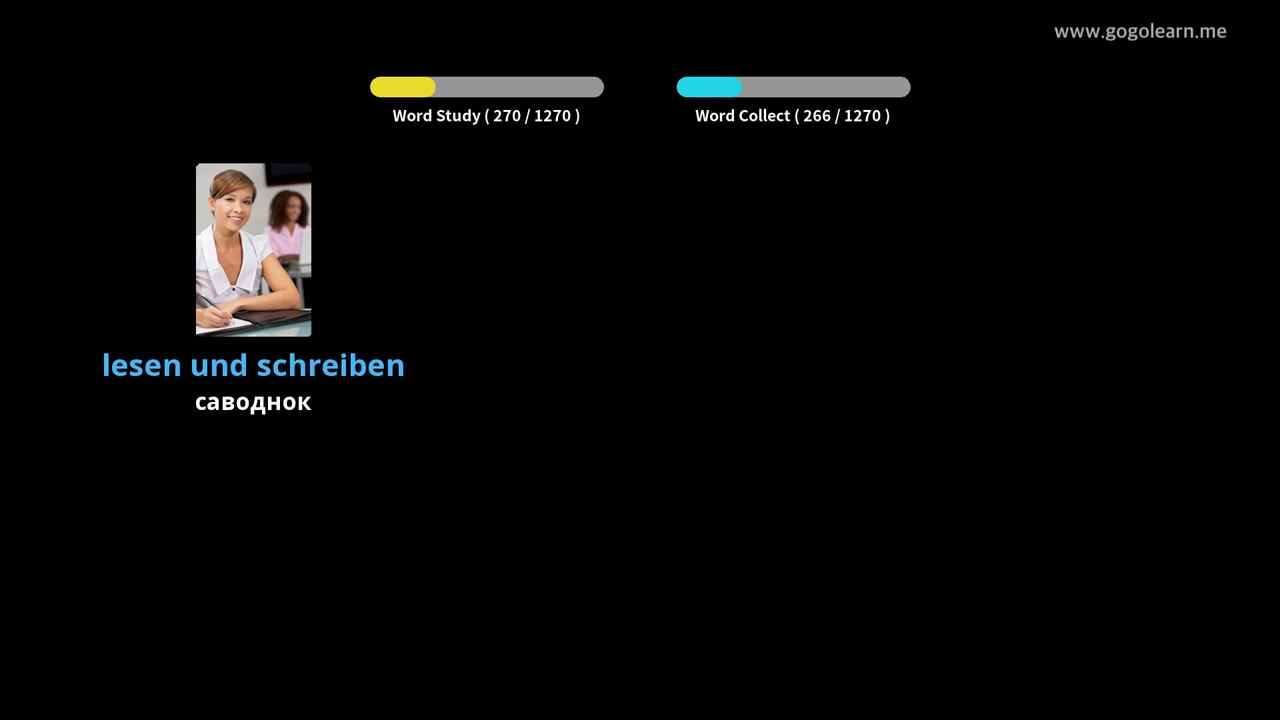 www.gogolearn.me
Word Study ( 270 / 1270 )
Word Collect ( 266 / 1270 )
lesen und schreiben
саводнок